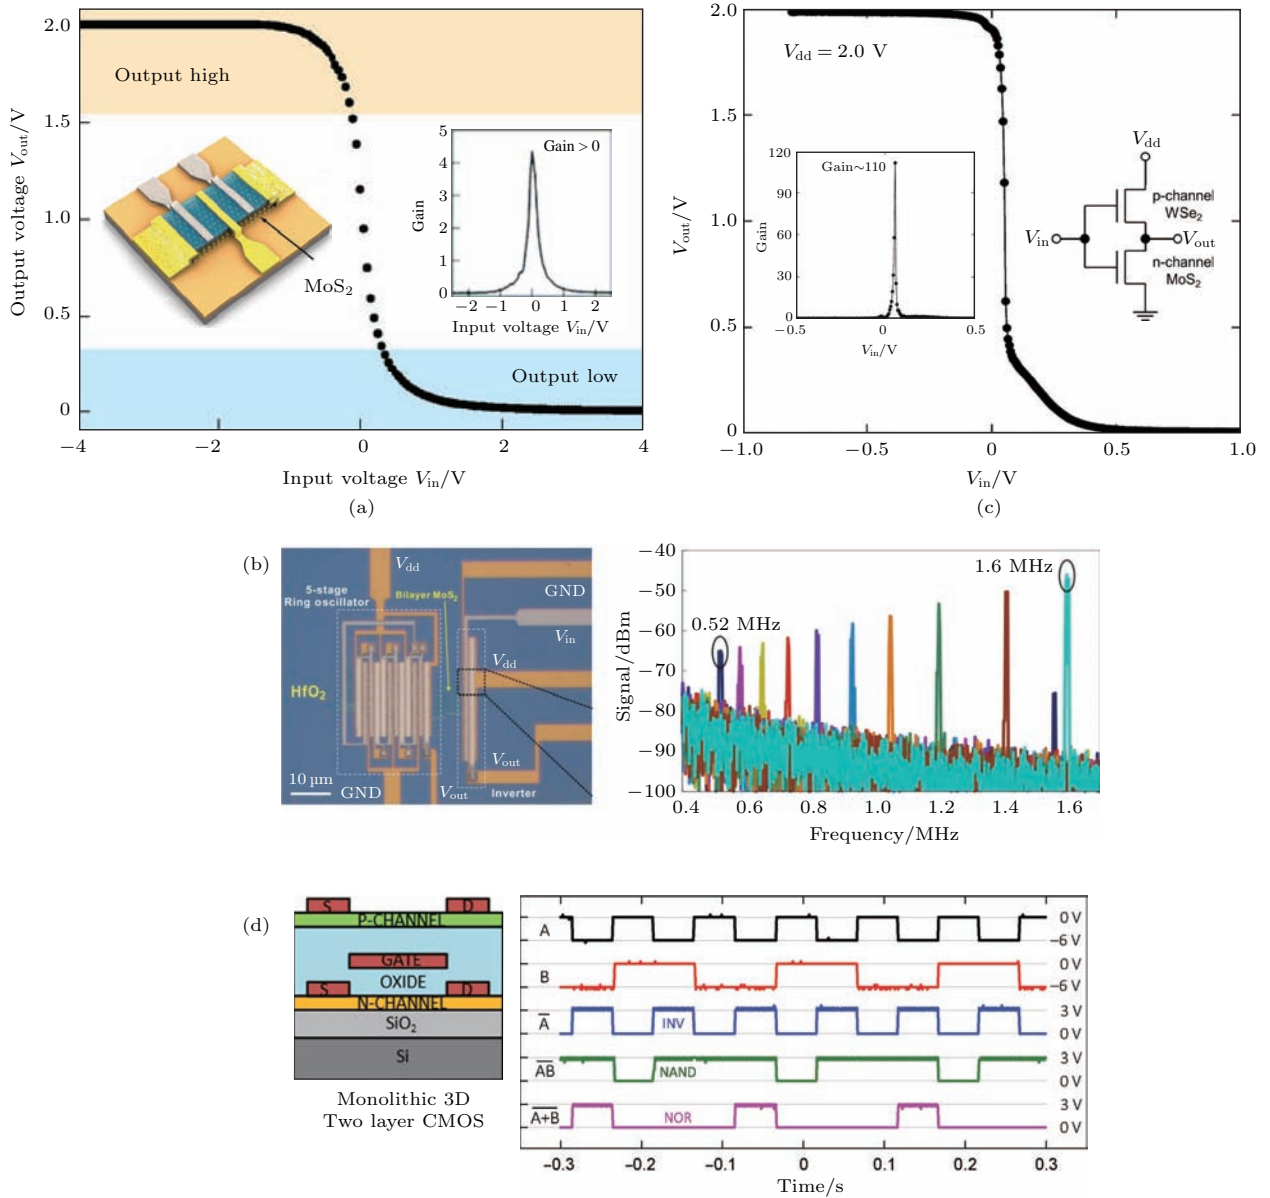 2.0
1.5
1.0
0.5
0
−4
−2
0
2
4
Output voltage Vout/V
Input voltage Vin/V
Output high
Output low
MoS2
5
4
3
2
1
0
Gain
Gain > 0
−2
−1
0
1
2
Input voltage Vin/V
(a)
2.0
1.5
1.0
0.5
0
−1.0
−0.5
0
0.5
1.0
Vout/V
Vin/V
Vdd = 2.0 V
120
90
60
30
0
Gain
Gain∼110
−0.5
0
0.5
Vin/V
Vdd
p-channel
WSe2
Vin
Vout
n-channel
MoS2
(c)
(b)
Vdd
5-stage
Ring oscillator
Bilayer MoS2
GND
Vin
Vdd
HfO2
Vout
10 µm
GND
Vout
Inverter
−40
−50
−60
−70
−80
−90
−100
Signal/dBm
0.52 MHz
1.6 MHz
0.4
0.6
0.8
1.0
1.2
1.4
1.6
Frequency/MHz
(d)
S
D
P-CHANNEL
GATE
OXIDE
S
D
N-CHANNEL
SiO2
Si
Monolithic 3D
Two layer CMOS
A
0 V
−6 V
B
0 V
−6 V
A̅
INV
3 V
0 V
A̅B̅
NAND
3 V
0 V
A̅+̅B̅
NOR
3 V
0 V
−0.3
−0.2
−0.1
0
0.1
0.2
0.3
Time/s